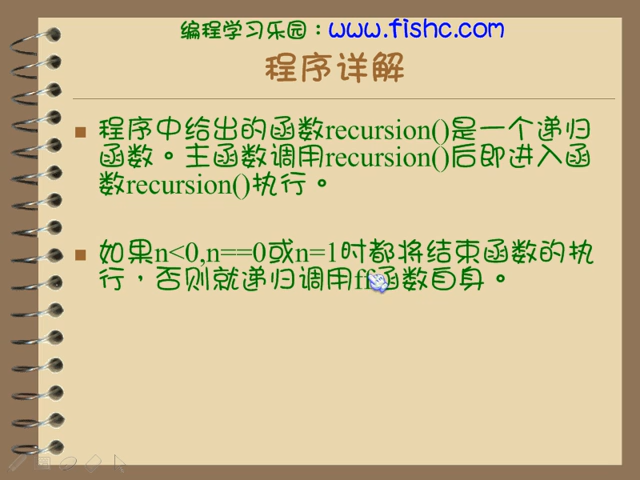 编程学习乐园：www.fishc.com
程序详解
程序中给出的函数recursion()是一个递归
函数。主函数调用recursion()后即进入函
数recursion()执行。
如果n<0,n==0或n=1时都将结束函数的执
行，否则就递归调用ff函数自身。